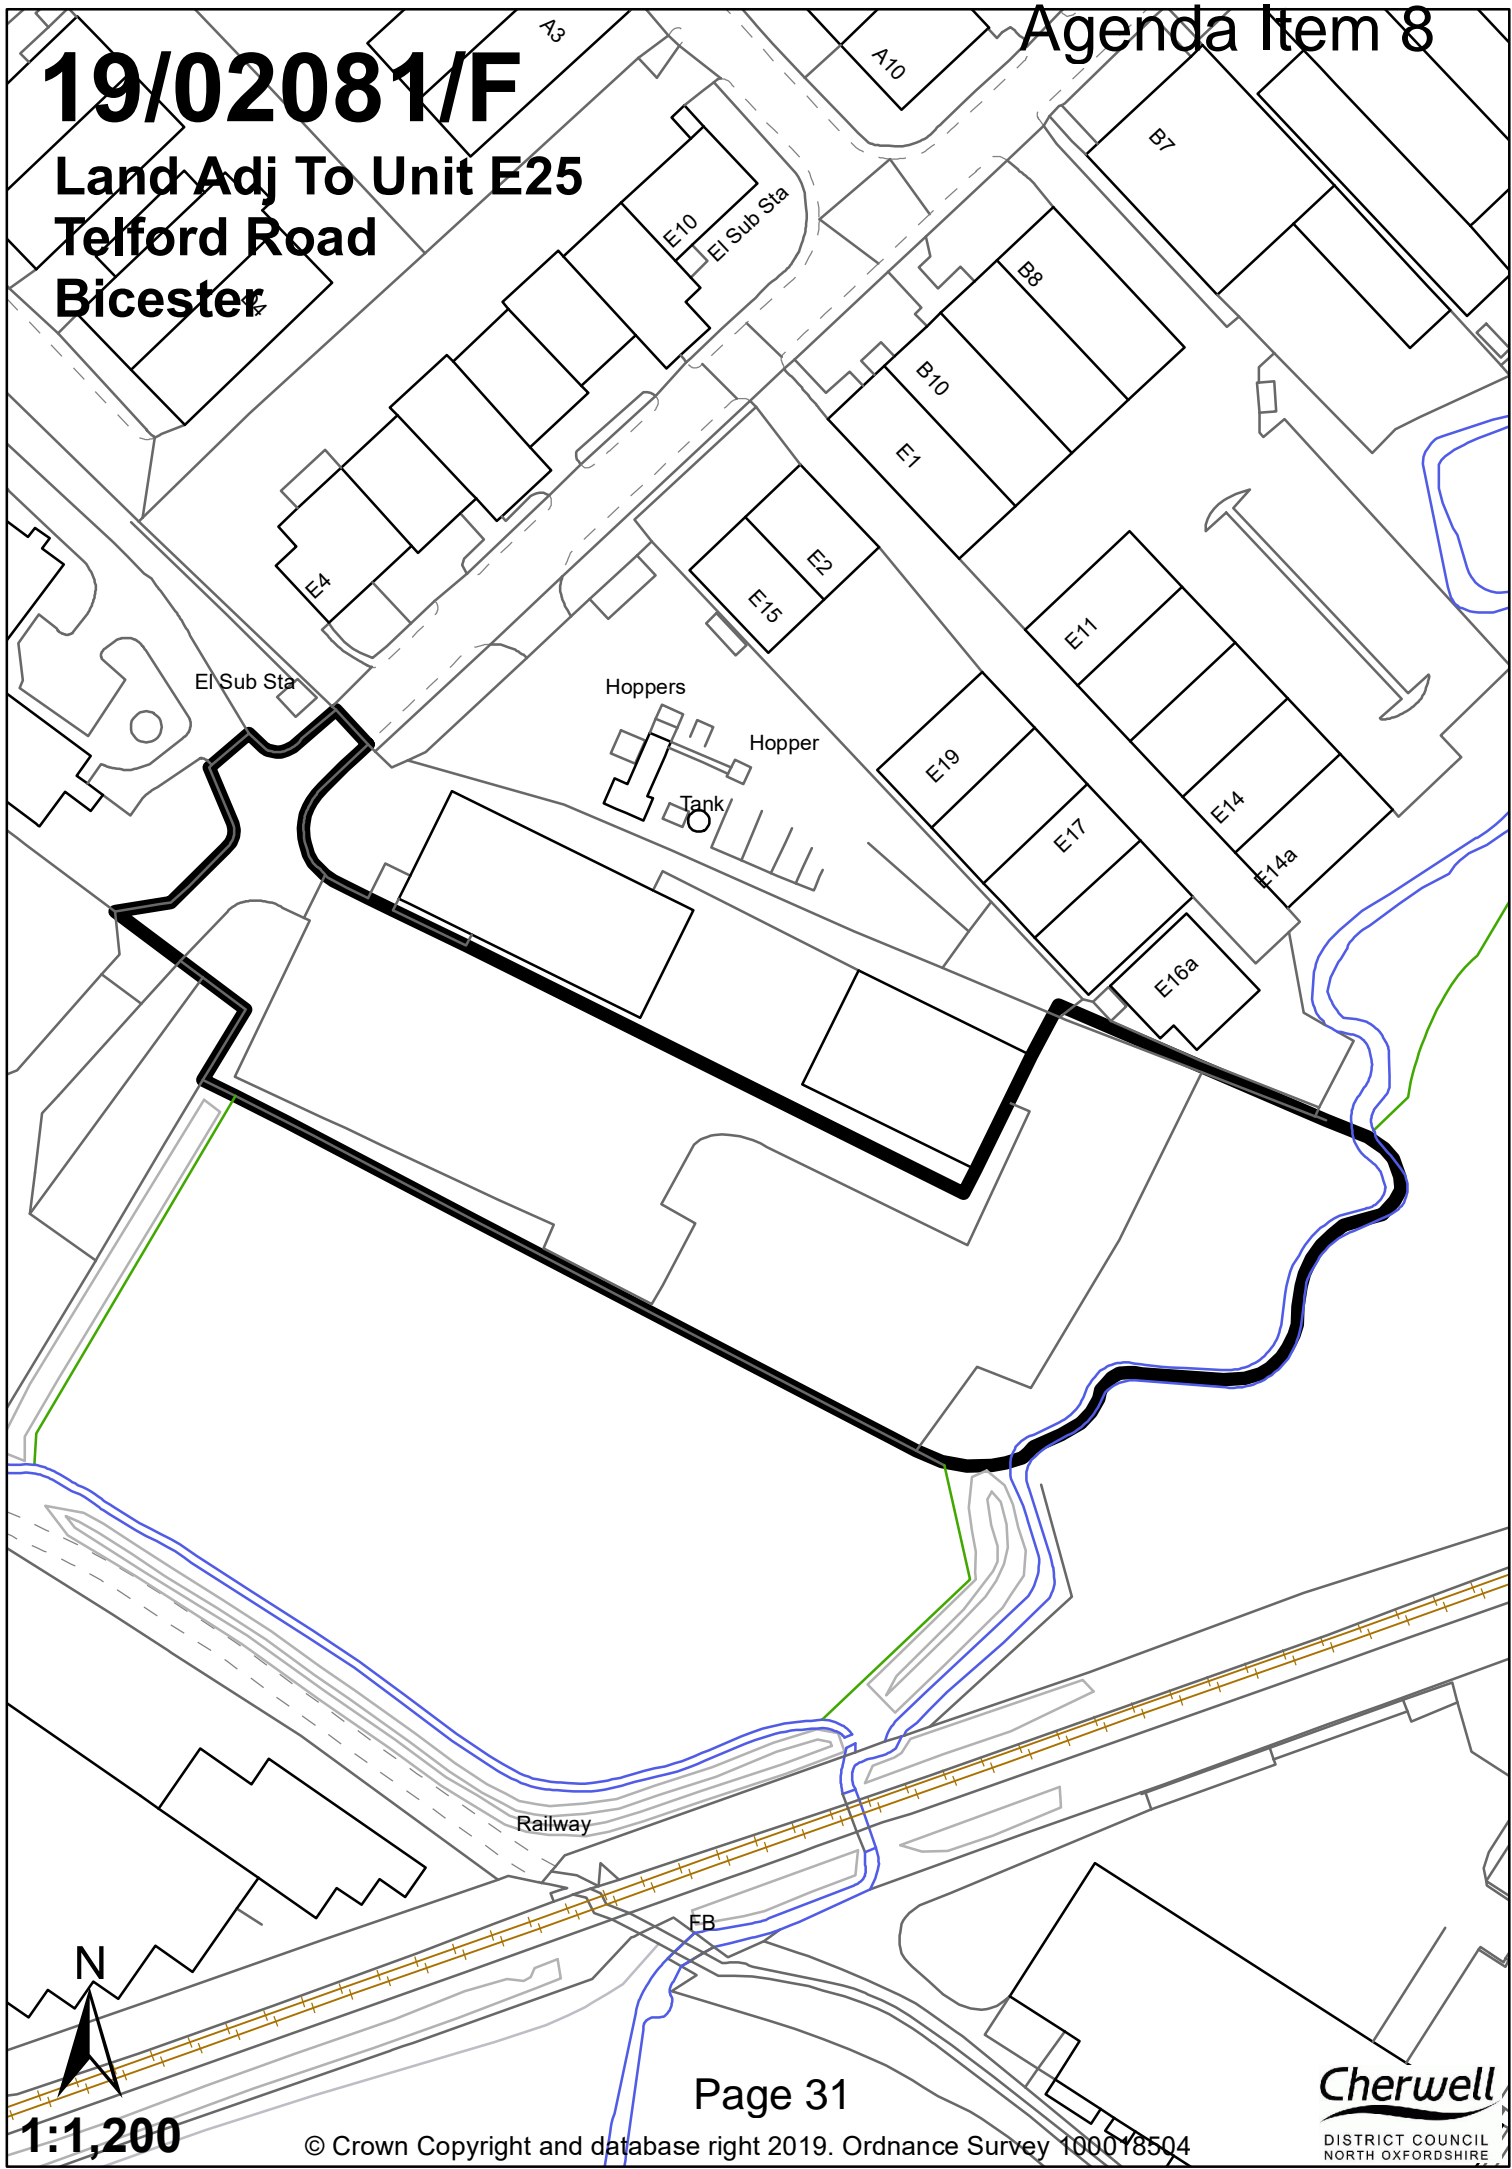 Agenda Item 8
19/02081/F
Land Adj To Unit E25
Telford Road
Bicester
A3
A10
B7
E10
El Sub Sta
B8
B10
E1
E2
E15
E4
E11
El Sub Sta
Hoppers
Hopper
Tank
E19
E17
E14
E14a
E16a
Railway
FB
N
Page 31
1:1,200
© Crown Copyright and database right 2019. Ordnance Survey 100018504
Cherwell
DISTRICT COUNCIL
NORTH OXFORDSHIRE